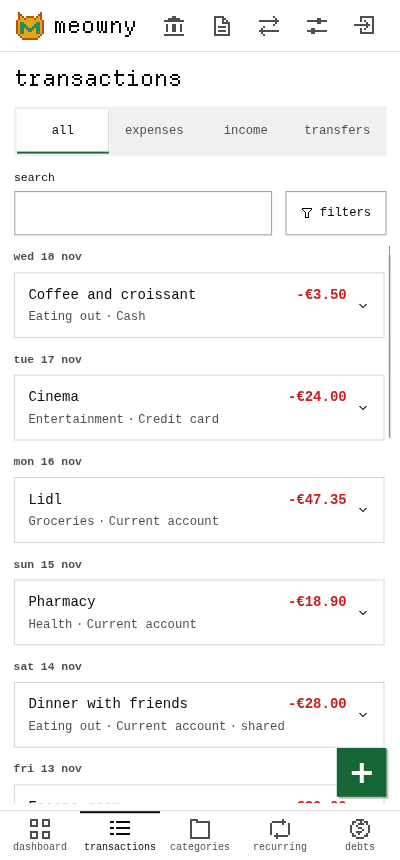 meowny
transactions
all expenses income transfers
search
filters
wed 18 nov
Coffee and croissant -€3.50
Eating out · Cash
tue 17 nov
Cinema -€24.00
Entertainment · Credit card
mon 16 nov
Lidl -€47.35
Groceries · Current account
sun 15 nov
Pharmacy -€18.90
Health · Current account
sat 14 nov
Dinner with friends -€28.00
Eating out · Current account · shared
fri 13 nov
dashboard transactions categories recurring debts